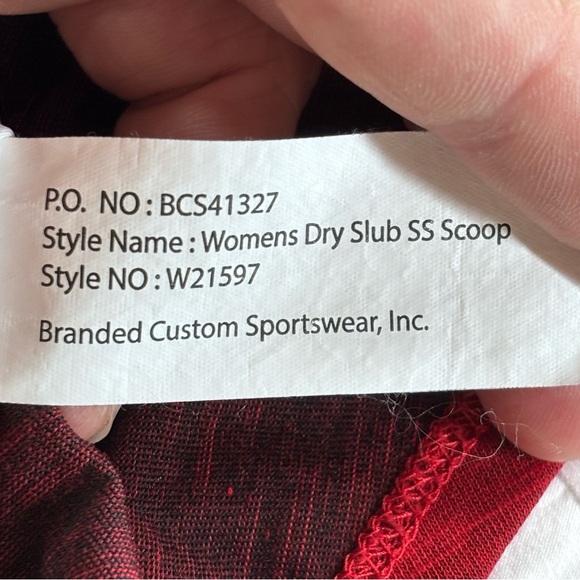 P.O. NO : BCS41327
Style Name : Womens Dry Slub SS Scoop
Style NO : W21597
Branded Custom Sportswear, Inc.